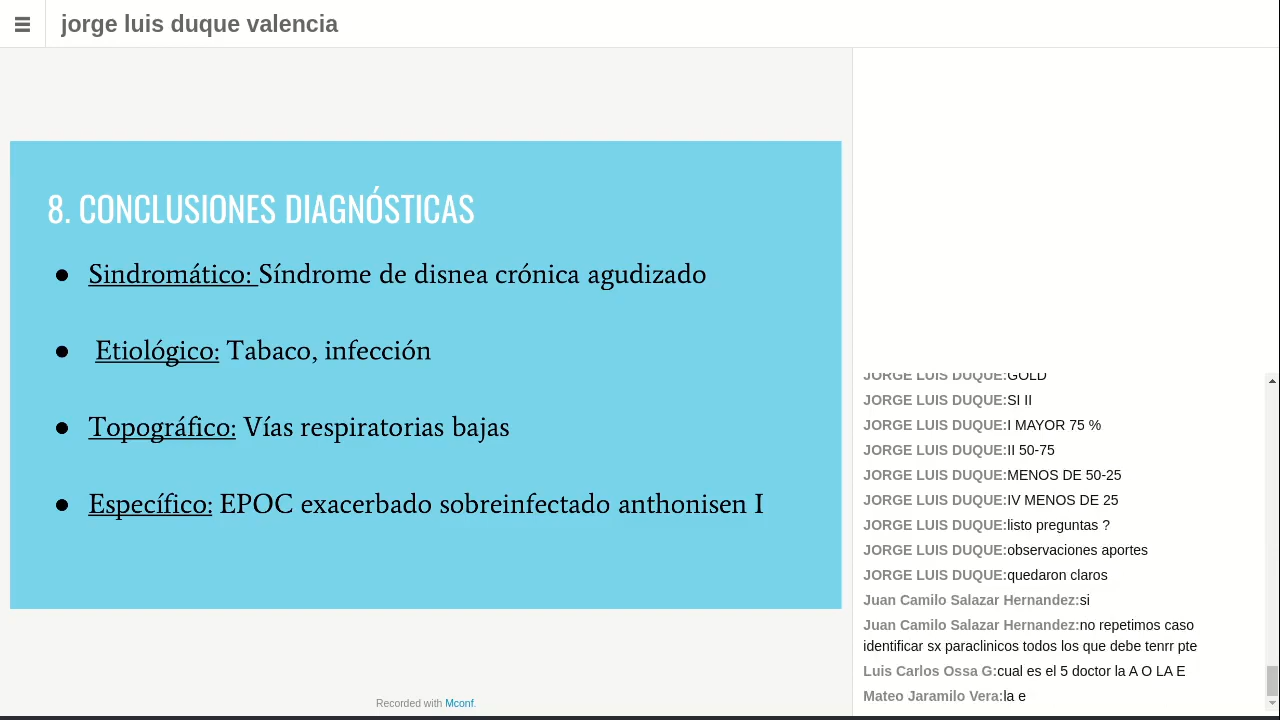 jorge luis duque valencia
8. CONCLUSIONES DIAGNÓSTICAS
● Sindromático: Síndrome de disnea crónica agudizado
● Etiológico: Tabaco, infección
● Topográfico: Vías respiratorias bajas
● Específico: EPOC exacerbado sobreinfectado anthonisen I
Recorded with Mconf.
JORGE LUIS DUQUE:GOLD
JORGE LUIS DUQUE:SI II
JORGE LUIS DUQUE:I MAYOR 75 %
JORGE LUIS DUQUE:II 50-75
JORGE LUIS DUQUE:MENOS DE 50-25
JORGE LUIS DUQUE:IV MENOS DE 25
JORGE LUIS DUQUE:listo preguntas ?
JORGE LUIS DUQUE:observaciones aportes
JORGE LUIS DUQUE:quedaron claros
Juan Camilo Salazar Hernandez:si
Juan Camilo Salazar Hernandez:no repetimos caso
identificar sx paraclinicos todos los que debe tenrr pte
Luis Carlos Ossa G:cual es el 5 doctor la A O LA E
Mateo Jaramilo Vera:la e